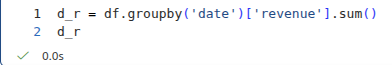 1 d_r = df.groupby('date')['revenue'].sum()
2 d_r
0.0s